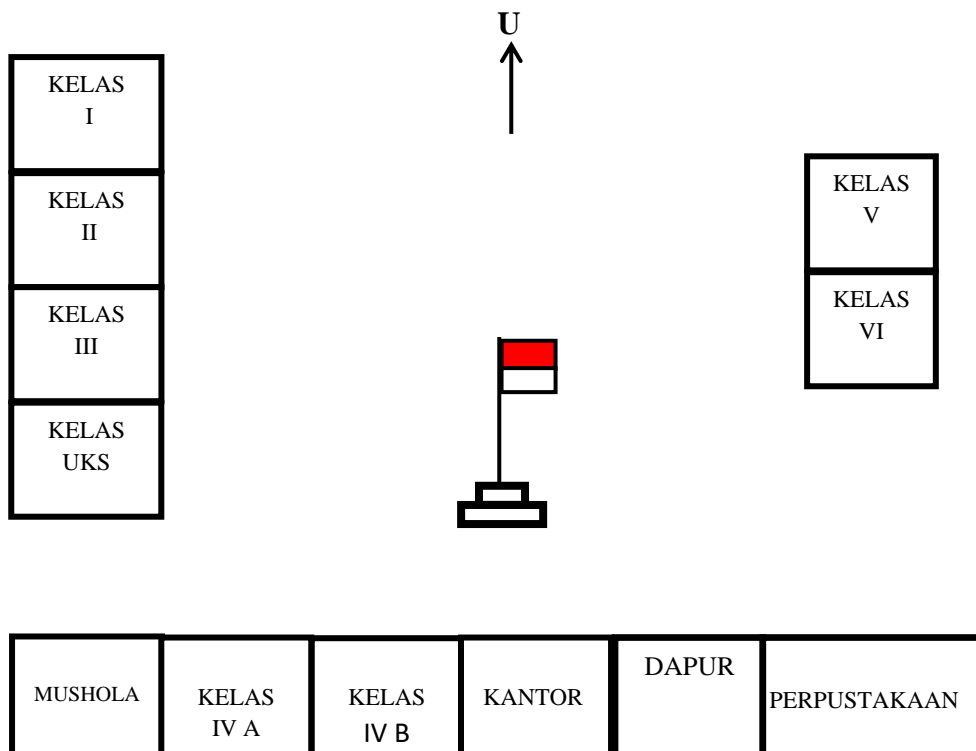 U
KELAS
I
KELAS
II
KELAS
III
KELAS
UKS
KELAS
V
KELAS
VI
MUSHOLA
KELAS
IV A
KELAS
IV B
KANTOR
DAPUR
PERPUSTAKAAN